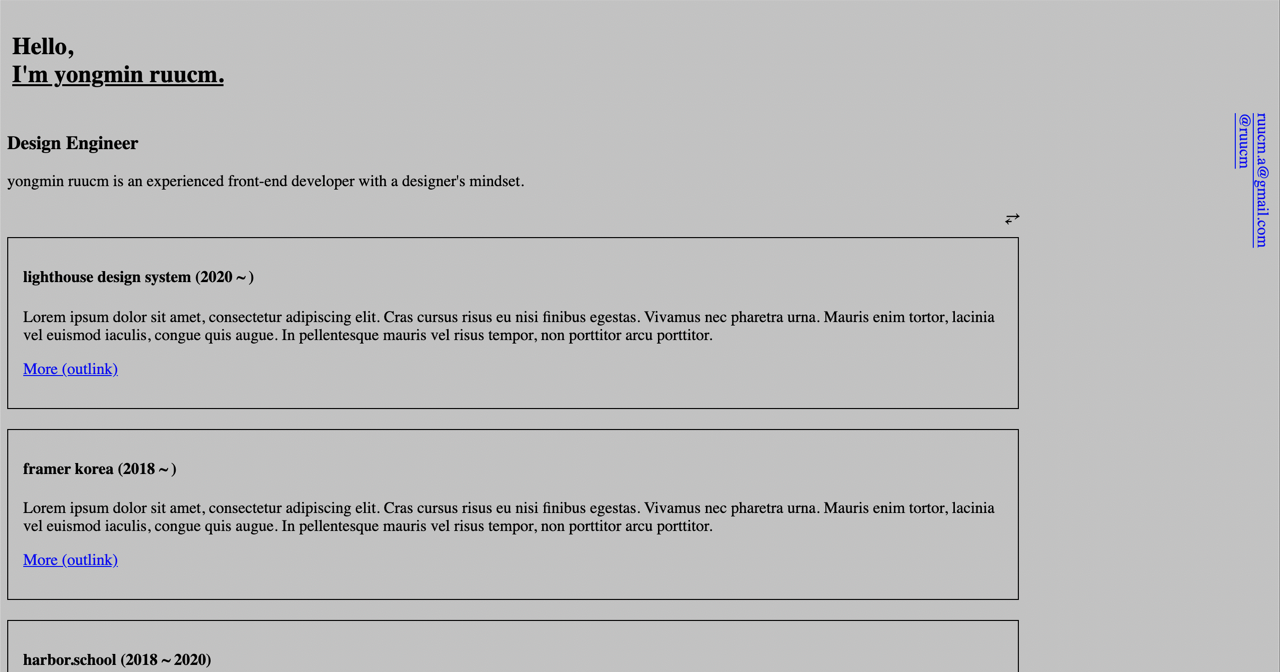 Hello,
I'm yongmin ruucm.
Design Engineer
yongmin ruucm is an experienced front-end developer with a designer's mindset.
ruucm.a@gmail.com
@ruucm
lighthouse design system (2020 ~ )
Lorem ipsum dolor sit amet, consectetur adipiscing elit. Cras cursus risus eu nisi finibus egestas. Vivamus nec pharetra urna. Mauris enim tortor, lacinia
vel euismod iaculis, congue quis augue. In pellentesque mauris vel risus tempor, non porttitor arcu porttitor.
More (outlink)
framer korea (2018 ~ )
Lorem ipsum dolor sit amet, consectetur adipiscing elit. Cras cursus risus eu nisi finibus egestas. Vivamus nec pharetra urna. Mauris enim tortor, lacinia
vel euismod iaculis, congue quis augue. In pellentesque mauris vel risus tempor, non porttitor arcu porttitor.
More (outlink)
harbor.school (2018 ~ 2020)